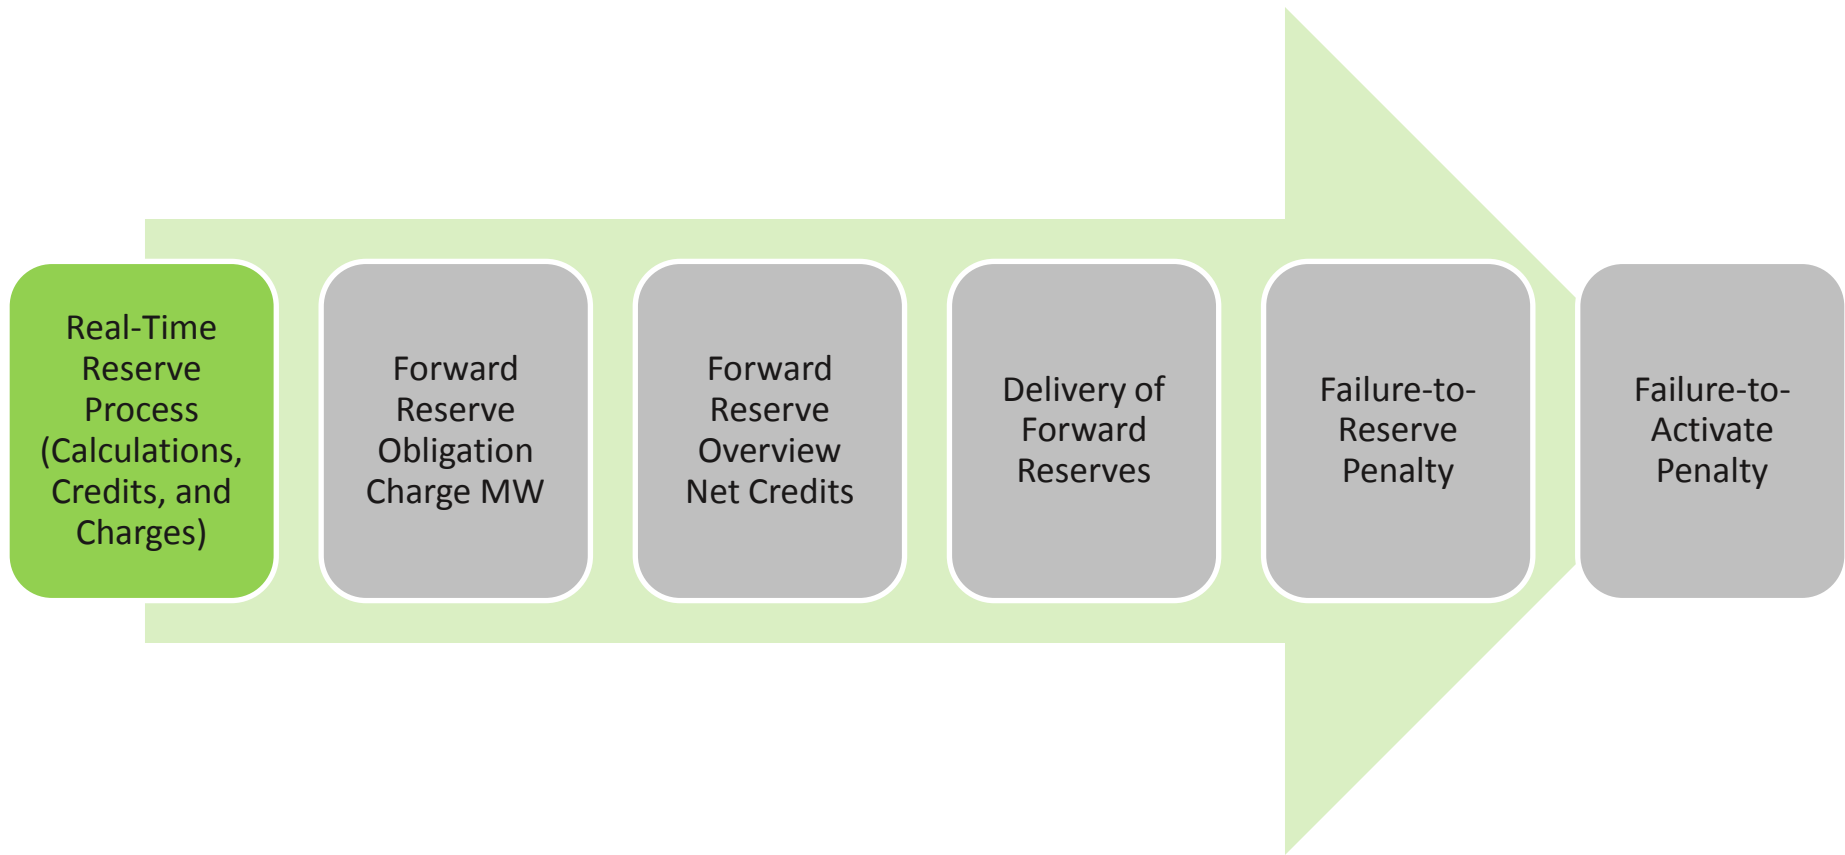 Real-Time
Reserve
Process
(Calculations,
Credits, and
Charges)
Forward
Reserve
Obligation
Charge MW
Forward
Reserve
Overview
Net Credits
Delivery of
Forward
Reserves
Failure-to-
Reserve
Penalty
Failure-to-
Activate
Penalty